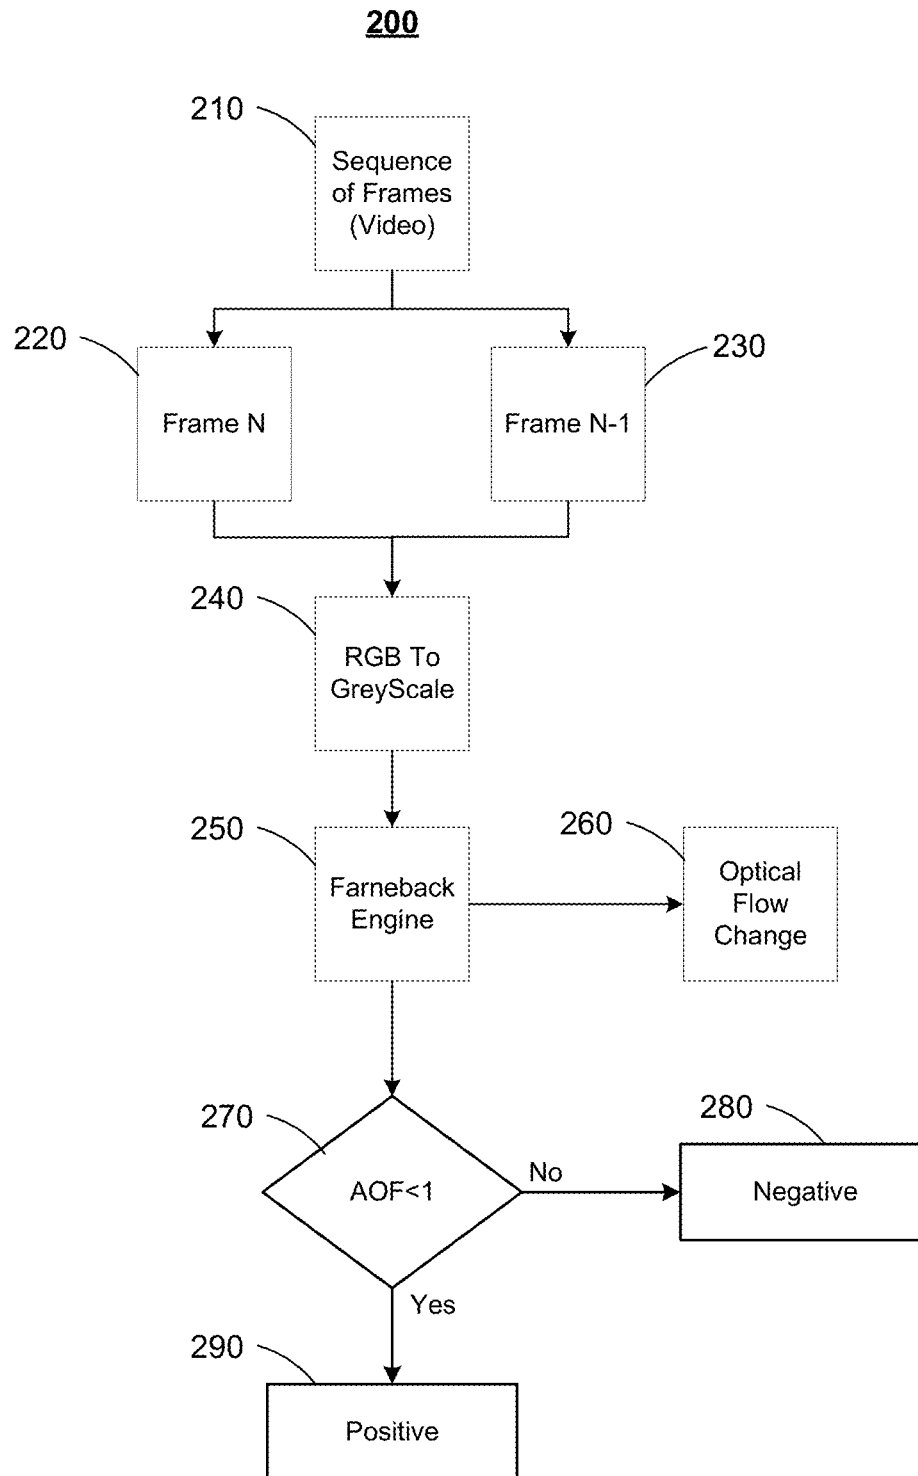 200
210
Sequence
of Frames
(Video)
220
230
Frame N
Frame N-1
240
RGB To
GreyScale
250
260
Farneback
Engine
Optical
Flow
Change
270
280
AOF<1
No
Negative
Yes
290
Positive